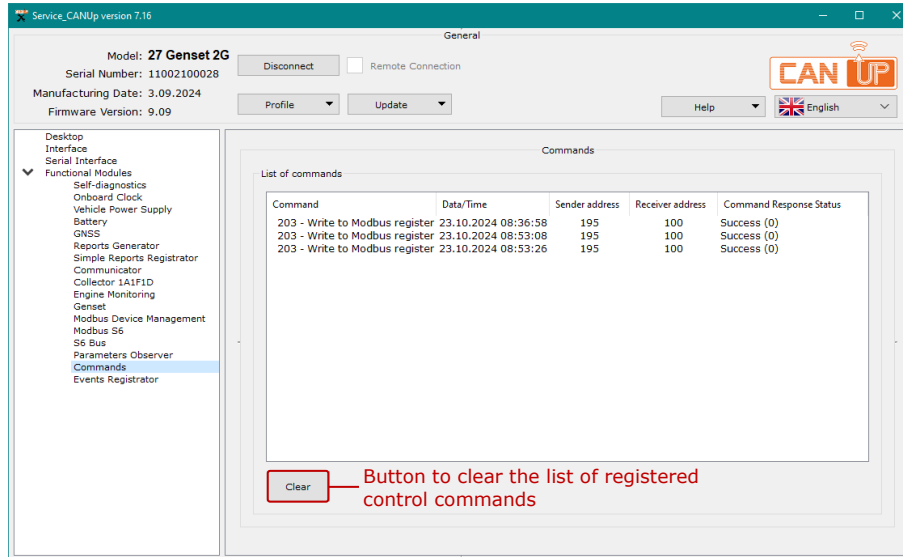 Service_CANUp version 7.16
General
Model: 27 Genset 2G
Serial Number: 11002100028
Manufacturing Date: 3.09.2024
Firmware Version: 9.09
Disconnect
Remote Connection
Profile
Update
Help
English
CAN UP
Desktop
Interface
Serial Interface
Functional Modules
Self-diagnostics
Onboard Clock
Vehicle Power Supply
Battery
GNSS
Reports Generator
Simple Reports Registrator
Communicator
Collector 1A1F1D
Engine Monitoring
Genset
Modbus Device Management
Modbus S6
S6 Bus
Parameters Observer
Commands
Events Registrator
Commands
List of commands
Command Data/Time Sender address Receiver address Command Response Status
203 - Write to Modbus register 23.10.2024 08:36:58 195 100 Success (0)
203 - Write to Modbus register 23.10.2024 08:53:08 195 100 Success (0)
203 - Write to Modbus register 23.10.2024 08:53:26 195 100 Success (0)
Clear
Button to clear the list of registered
control commands